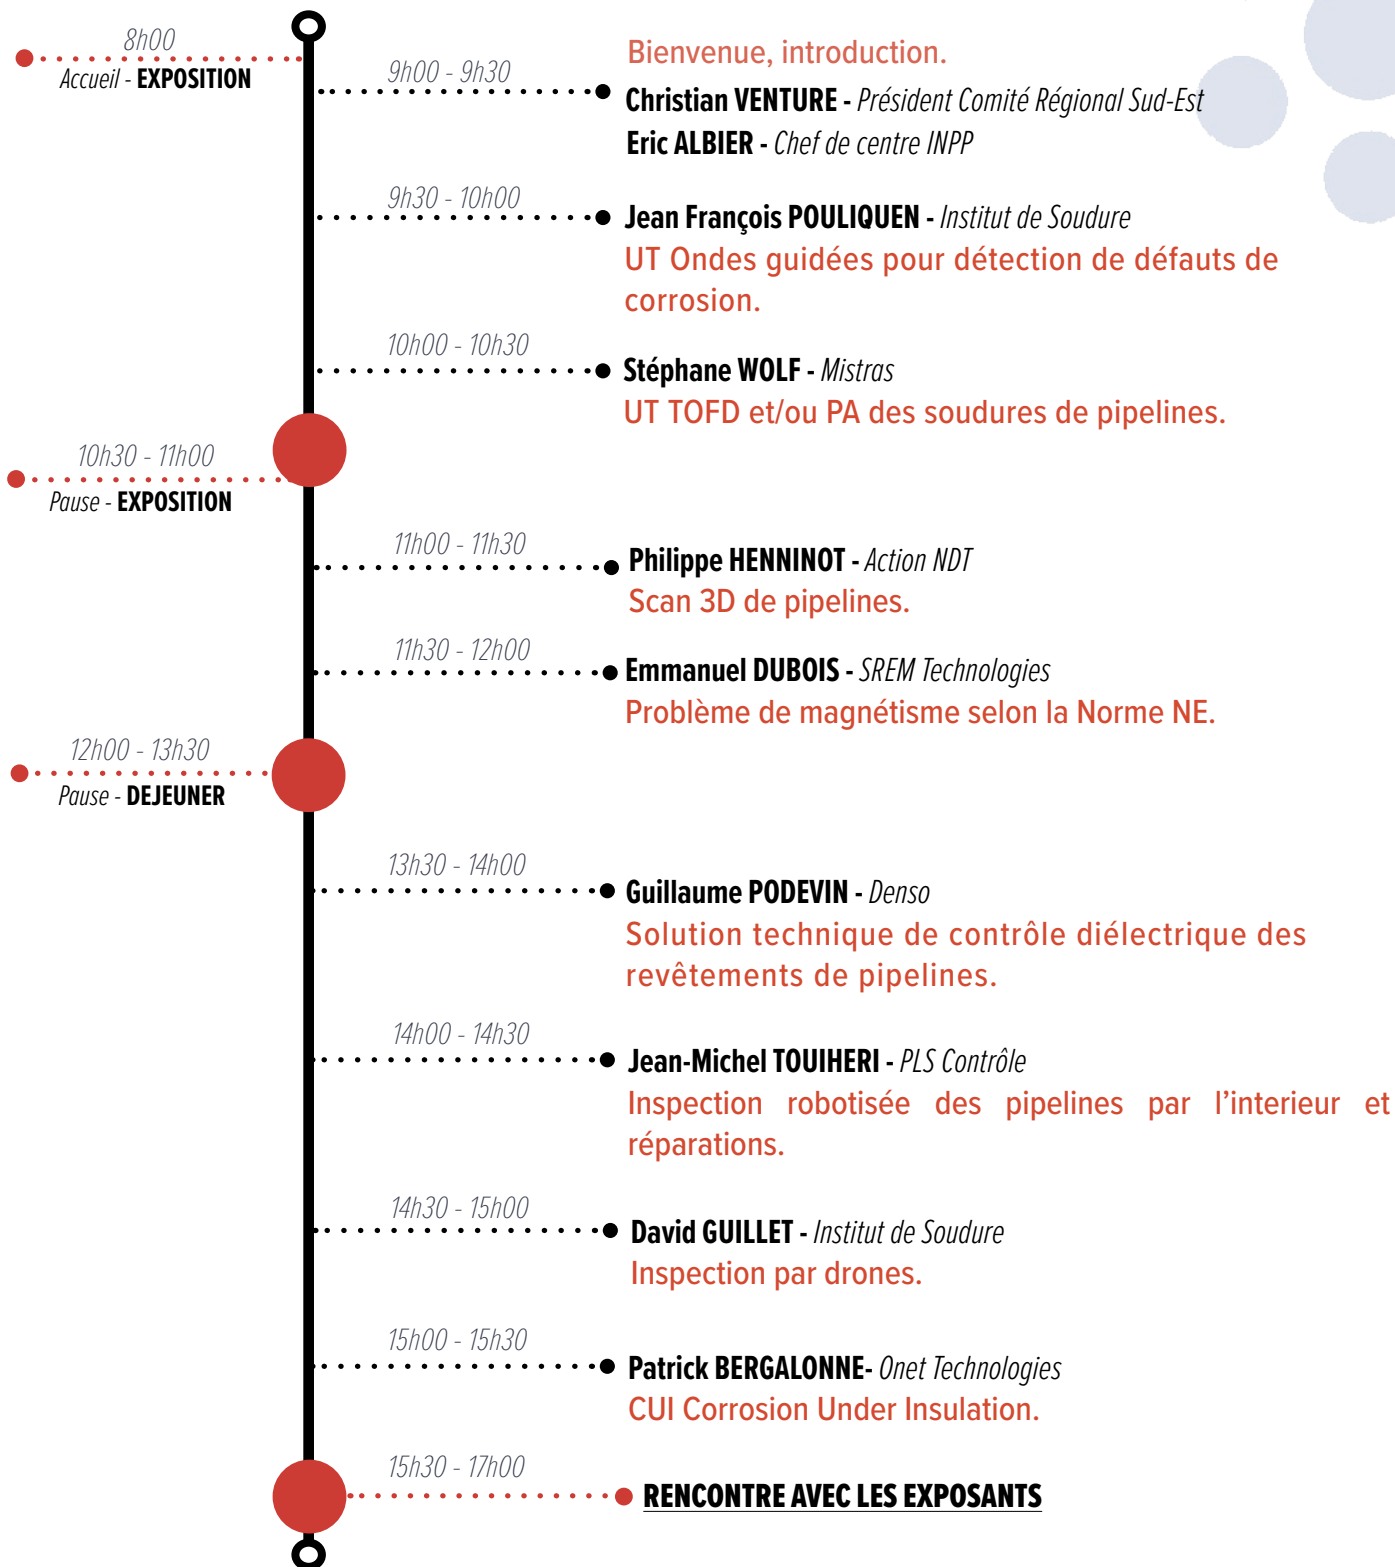 8h00
Accueil - EXPOSITION
9h00 - 9h30
Bienvenue, introduction.
Christian VENTURE - Président Comité Régional Sud-Est
Eric ALBIER - Chef de centre INPP
9h30 - 10h00
Jean François POULIQUEN - Institut de Soudure
UT Ondes guidées pour détection de défauts de
corrosion.
10h00 - 10h30
Stéphane WOLF - Mistras
UT TOFD et/ou PA des soudures de pipelines.
10h30 - 11h00
Pause - EXPOSITION
11h00 - 11h30
Philippe HENNINOT - Action NDT
Scan 3D de pipelines.
11h30 - 12h00
Emmanuel DUBOIS - SREM Technologies
Problème de magnétisme selon la Norme NE.
12h00 - 13h30
Pause - DEJEUNER
13h30 - 14h00
Guillaume PODEVIN - Denso
Solution technique de contrôle diélectrique des
revêtements de pipelines.
14h00 - 14h30
Jean-Michel TOUIHERI - PLS Contrôle
Inspection robotisée des pipelines par l'interieur et
réparations.
14h30 - 15h00
David GUILLET - Institut de Soudure
Inspection par drones.
15h00 - 15h30
Patrick BERGALONNE- Onet Technologies
CUI Corrosion Under Insulation.
15h30 - 17h00
RENCONTRE AVEC LES EXPOSANTS